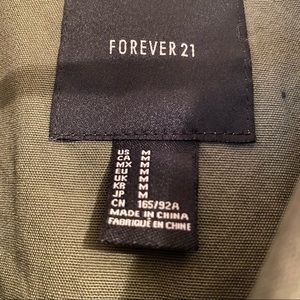 FOREVER 21
US M
CA M
MX M
EU M
UK M
KR M
JP M
CN 165/92A
MADE IN CHINA
FABRIQUÉ EN CHINE